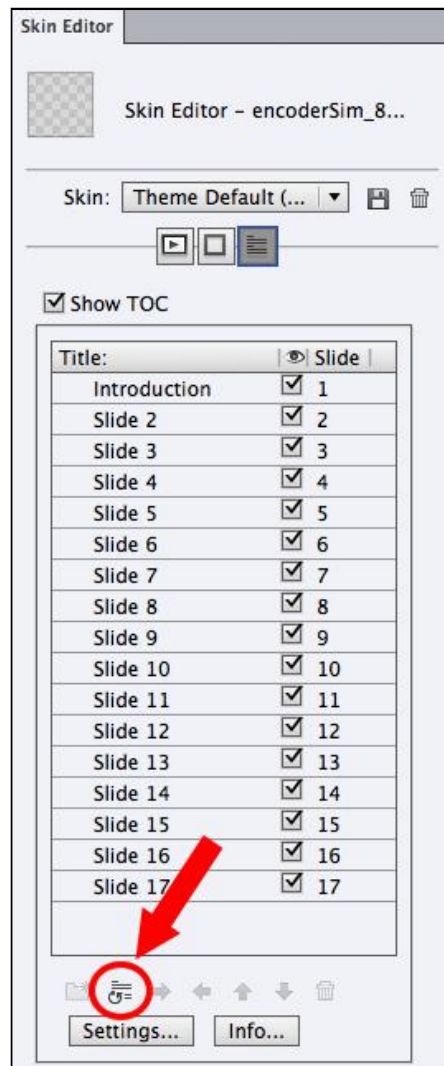 Skin Editor
Skin Editor – encoderSim_8...
Skin: Theme Default (...
Show TOC
Title: Slide
Introduction 1
Slide 2 2
Slide 3 3
Slide 4 4
Slide 5 5
Slide 6 6
Slide 7 7
Slide 8 8
Slide 9 9
Slide 10 10
Slide 11 11
Slide 12 12
Slide 13 13
Slide 14 14
Slide 15 15
Slide 16 16
Slide 17 17
Settings... Info...